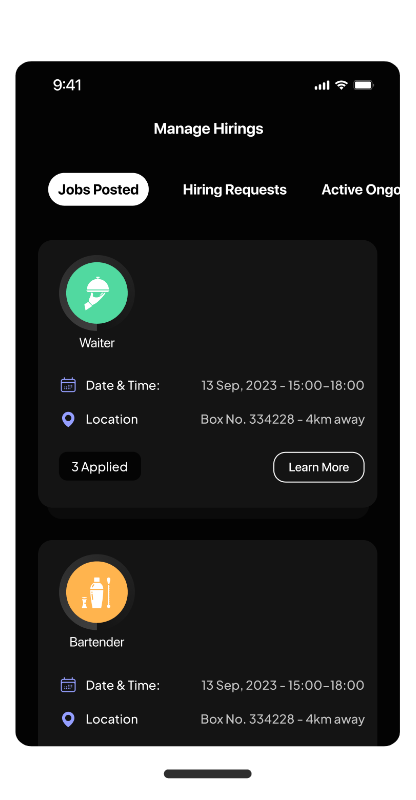 9:41
Manage Hirings
Jobs Posted Hiring Requests Active Ongo
Waiter
Date & Time: 13 Sep, 2023 - 15:00-18:00
Location Box No. 334228 - 4km away
3 Applied Learn More
Bartender
Date & Time: 13 Sep, 2023 - 15:00-18:00
Location Box No. 334228 - 4km away